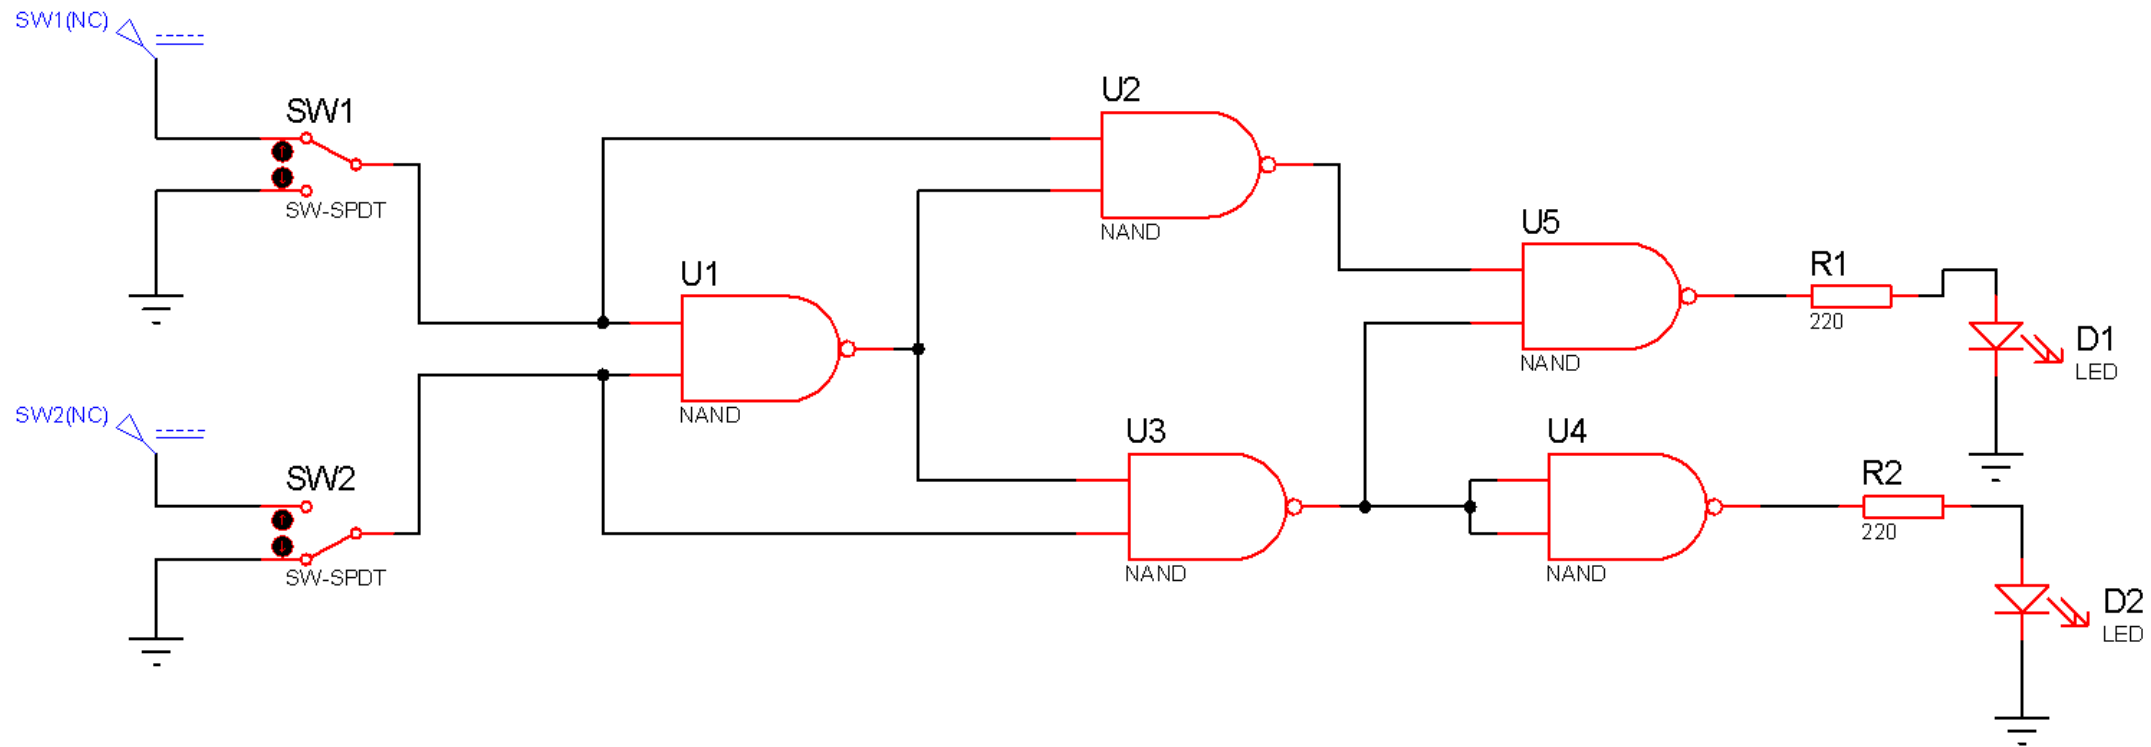 SW1(NC)
SW1
SW-SPDT
U2
NAND
U5
NAND
R1
220
D1
LED
U1
NAND
SW2(NC)
SW2
SW-SPDT
U3
NAND
U4
NAND
R2
220
D2
LED